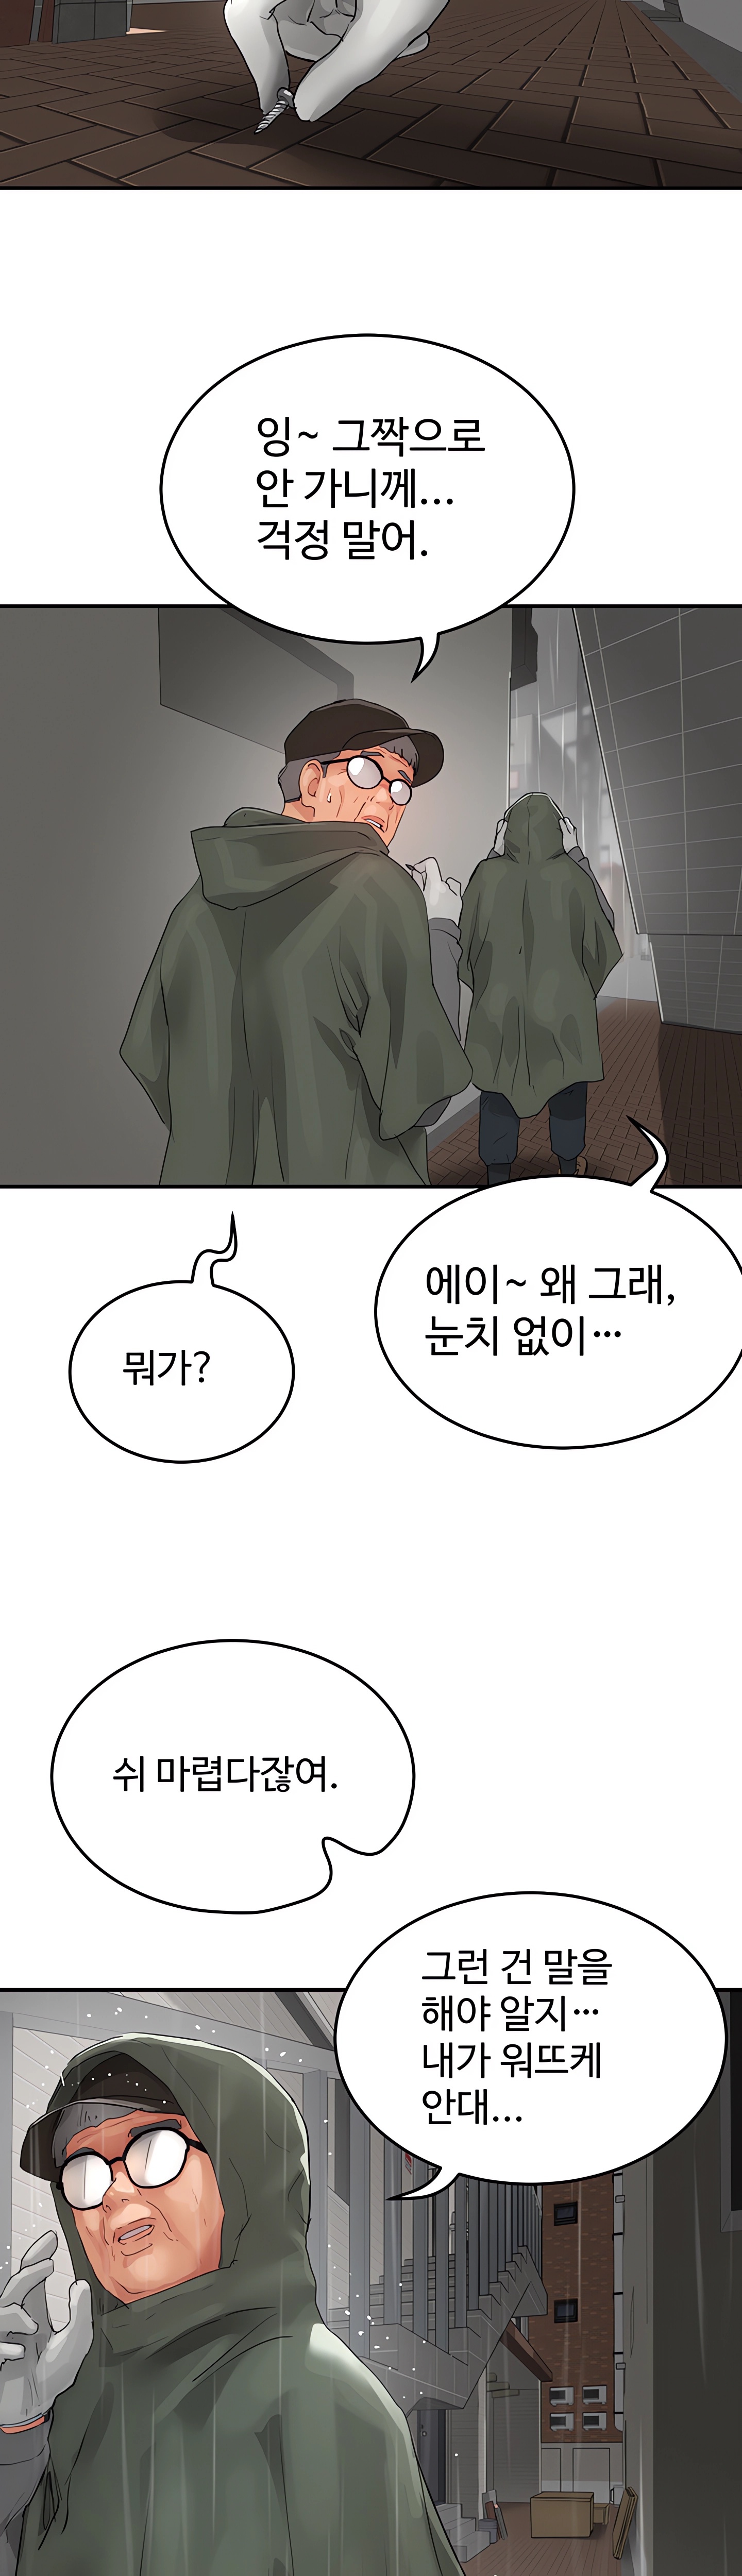 잉~ 그짝으로
안 가니께...
걱정 말어.
에이~ 왜 그래,
눈치 없이...
뭐가?
쉬 마렵다잖여.
그런 건 말을
해야 알지...
내가 워뜨케
안대...